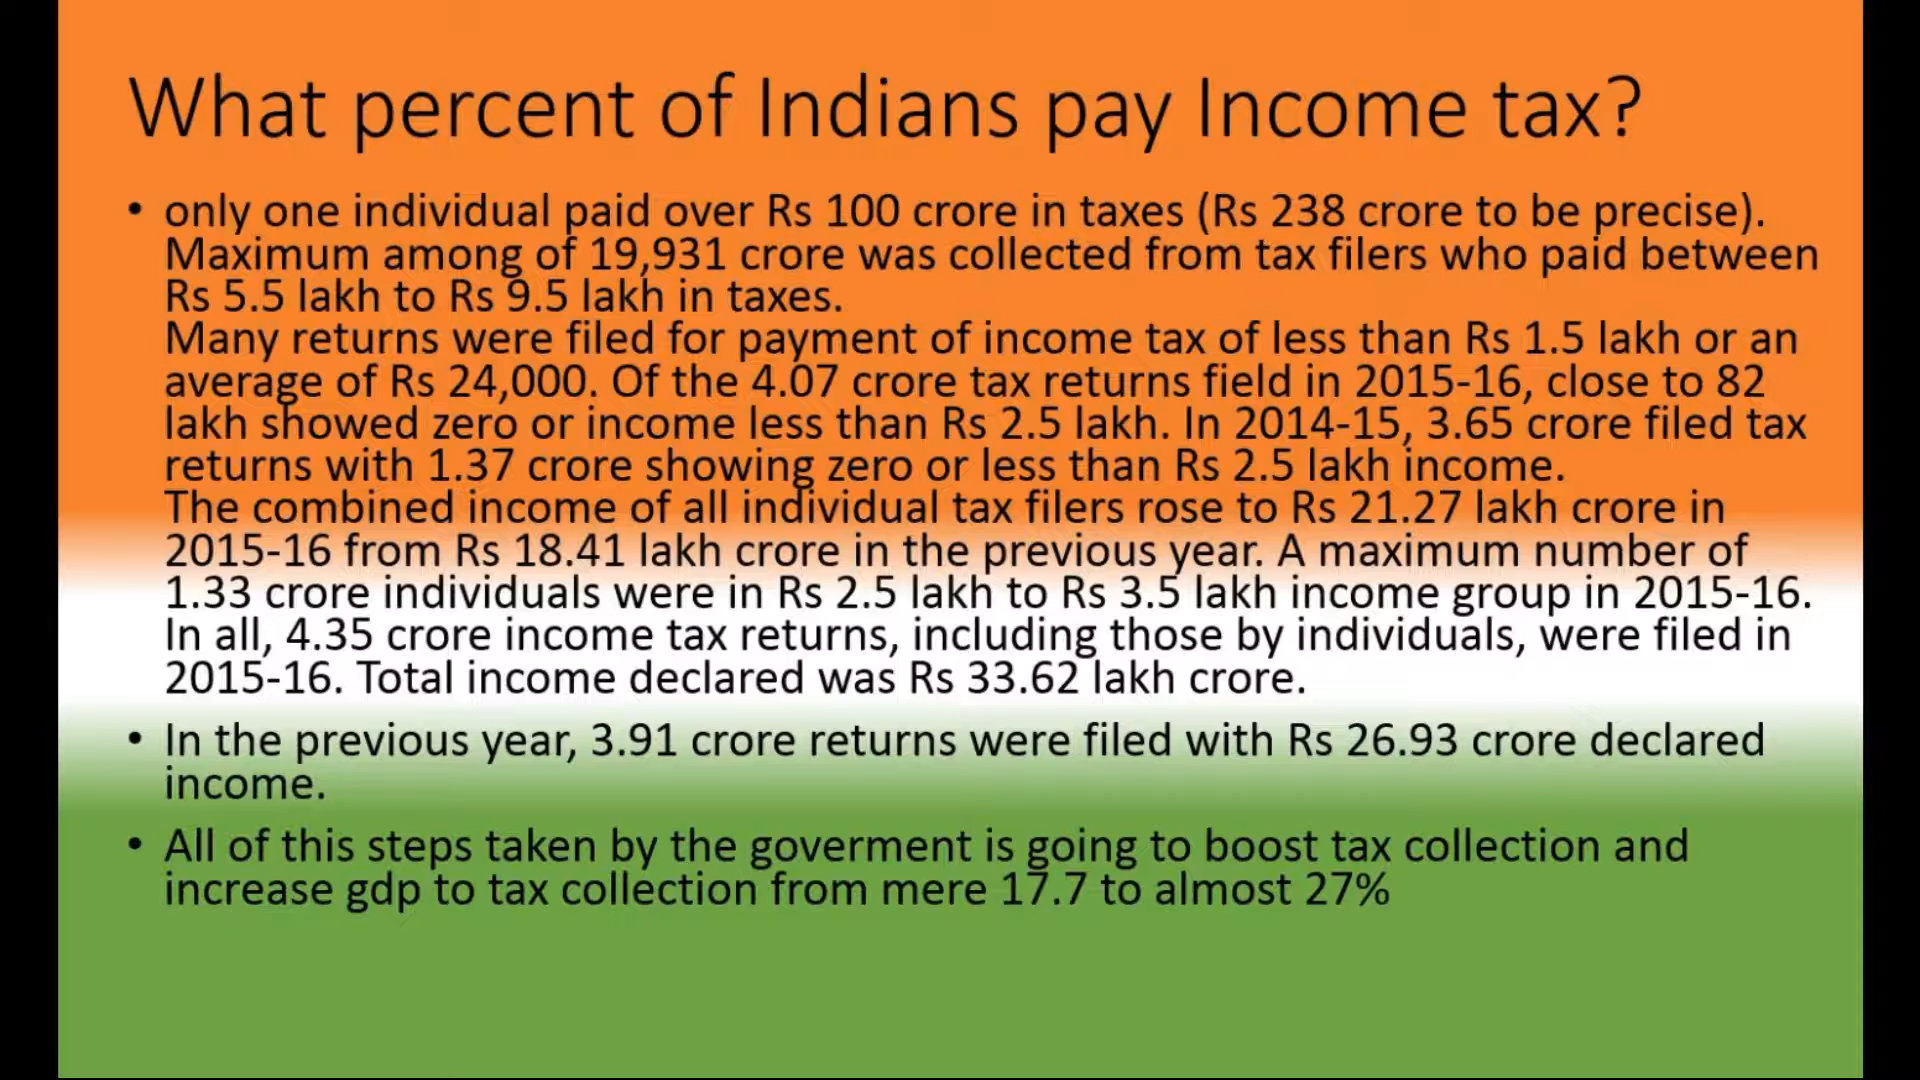 What percent of Indians pay Income tax?
• only one individual paid over Rs 100 crore in taxes (Rs 238 crore to be precise).
Maximum among of 19,931 crore was collected from tax filers who paid between
Rs 5.5 lakh to Rs 9.5 lakh in taxes.
Many returns were filed for payment of income tax of less than Rs 1.5 lakh or an
average of Rs 24,000. Of the 4.07 crore tax returns field in 2015-16, close to 82
lakh showed zero or income less than Rs 2.5 lakh. In 2014-15, 3.65 crore filed tax
returns with 1.37 crore showing zero or less than Rs 2.5 lakh income.
The combined income of all individual tax filers rose to Rs 21.27 lakh crore in
2015-16 from Rs 18.41 lakh crore in the previous year. A maximum number of
1.33 crore individuals were in Rs 2.5 lakh to Rs 3.5 lakh income group in 2015-16.
In all, 4.35 crore income tax returns, including those by individuals, were filed in
2015-16. Total income declared was Rs 33.62 lakh crore.
• In the previous year, 3.91 crore returns were filed with Rs 26.93 crore declared
income.
• All of this steps taken by the goverment is going to boost tax collection and
increase gdp to tax collection from mere 17.7 to almost 27%